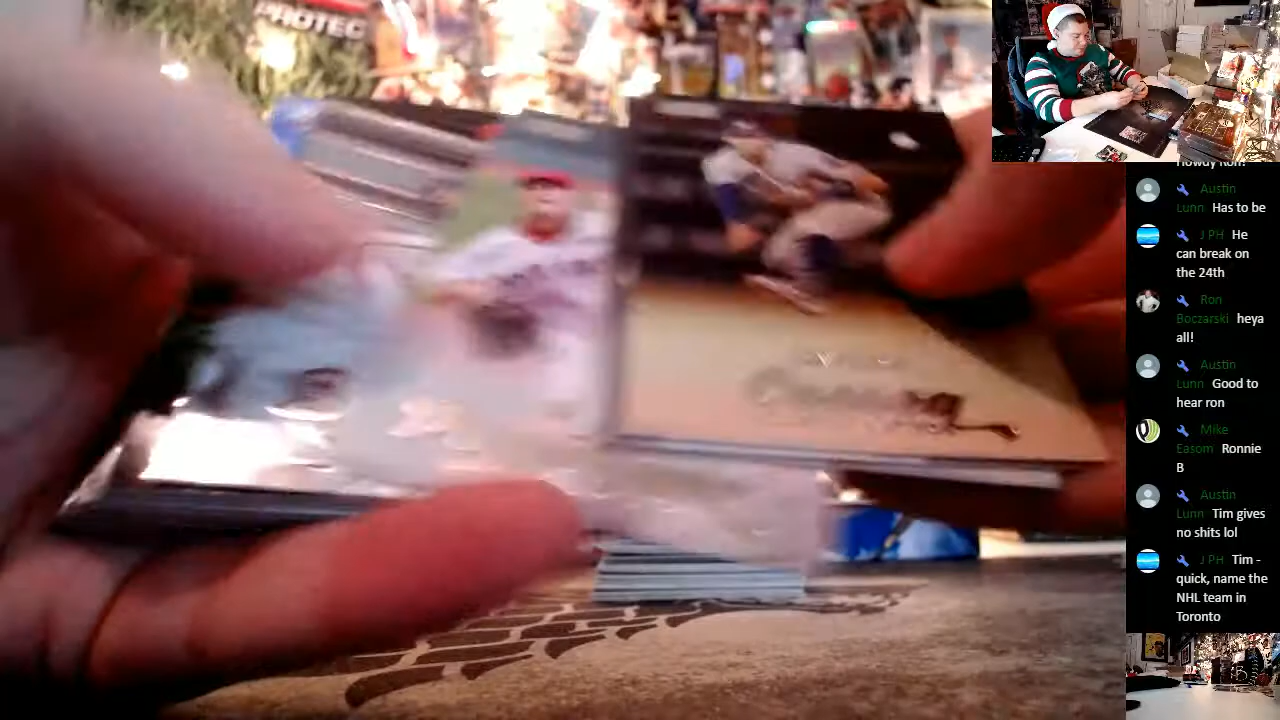 PROTEC
Howdy Ron!
Austin
Lunn Has to be
J PH He
can break on
the 24th
Ron
Boczarski heya
all!
Austin
Lunn Good to
hear ron
Mike
Easom Ronnie
B
Austin
Lunn Tim gives
no shits lol
J PH Tim -
quick, name the
NHL team in
Toronto